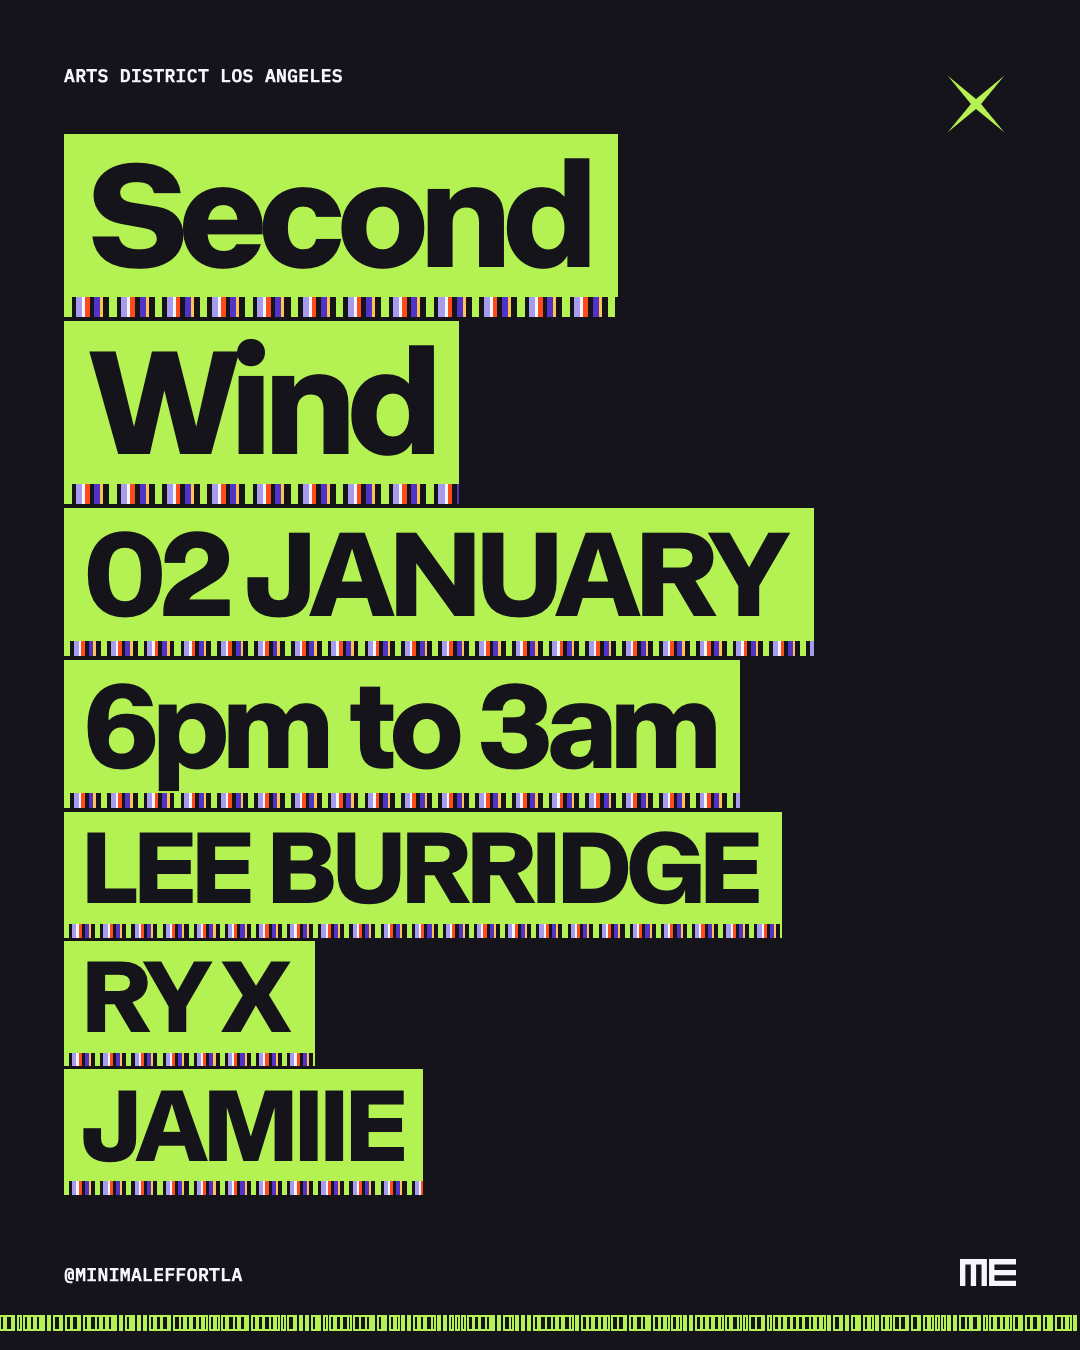 ARTS DISTRICT LOS ANGELES
Second
Wind
02 JANUARY
6pm to 3am
LEE BURRIDGE
RY X
JAMIIE
@MINIMALEFFORTLA
ME